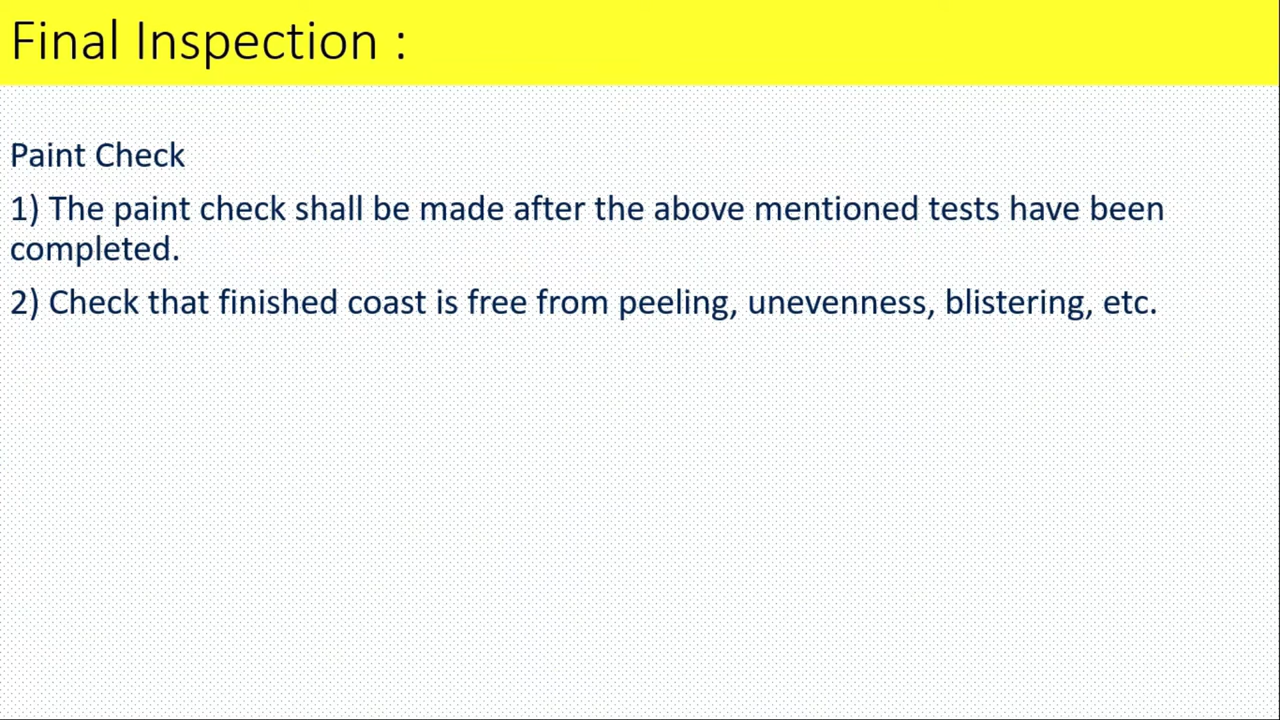 Final Inspection :
Paint Check
1) The paint check shall be made after the above mentioned tests have been
completed.
2) Check that finished coast is free from peeling, unevenness, blistering, etc.